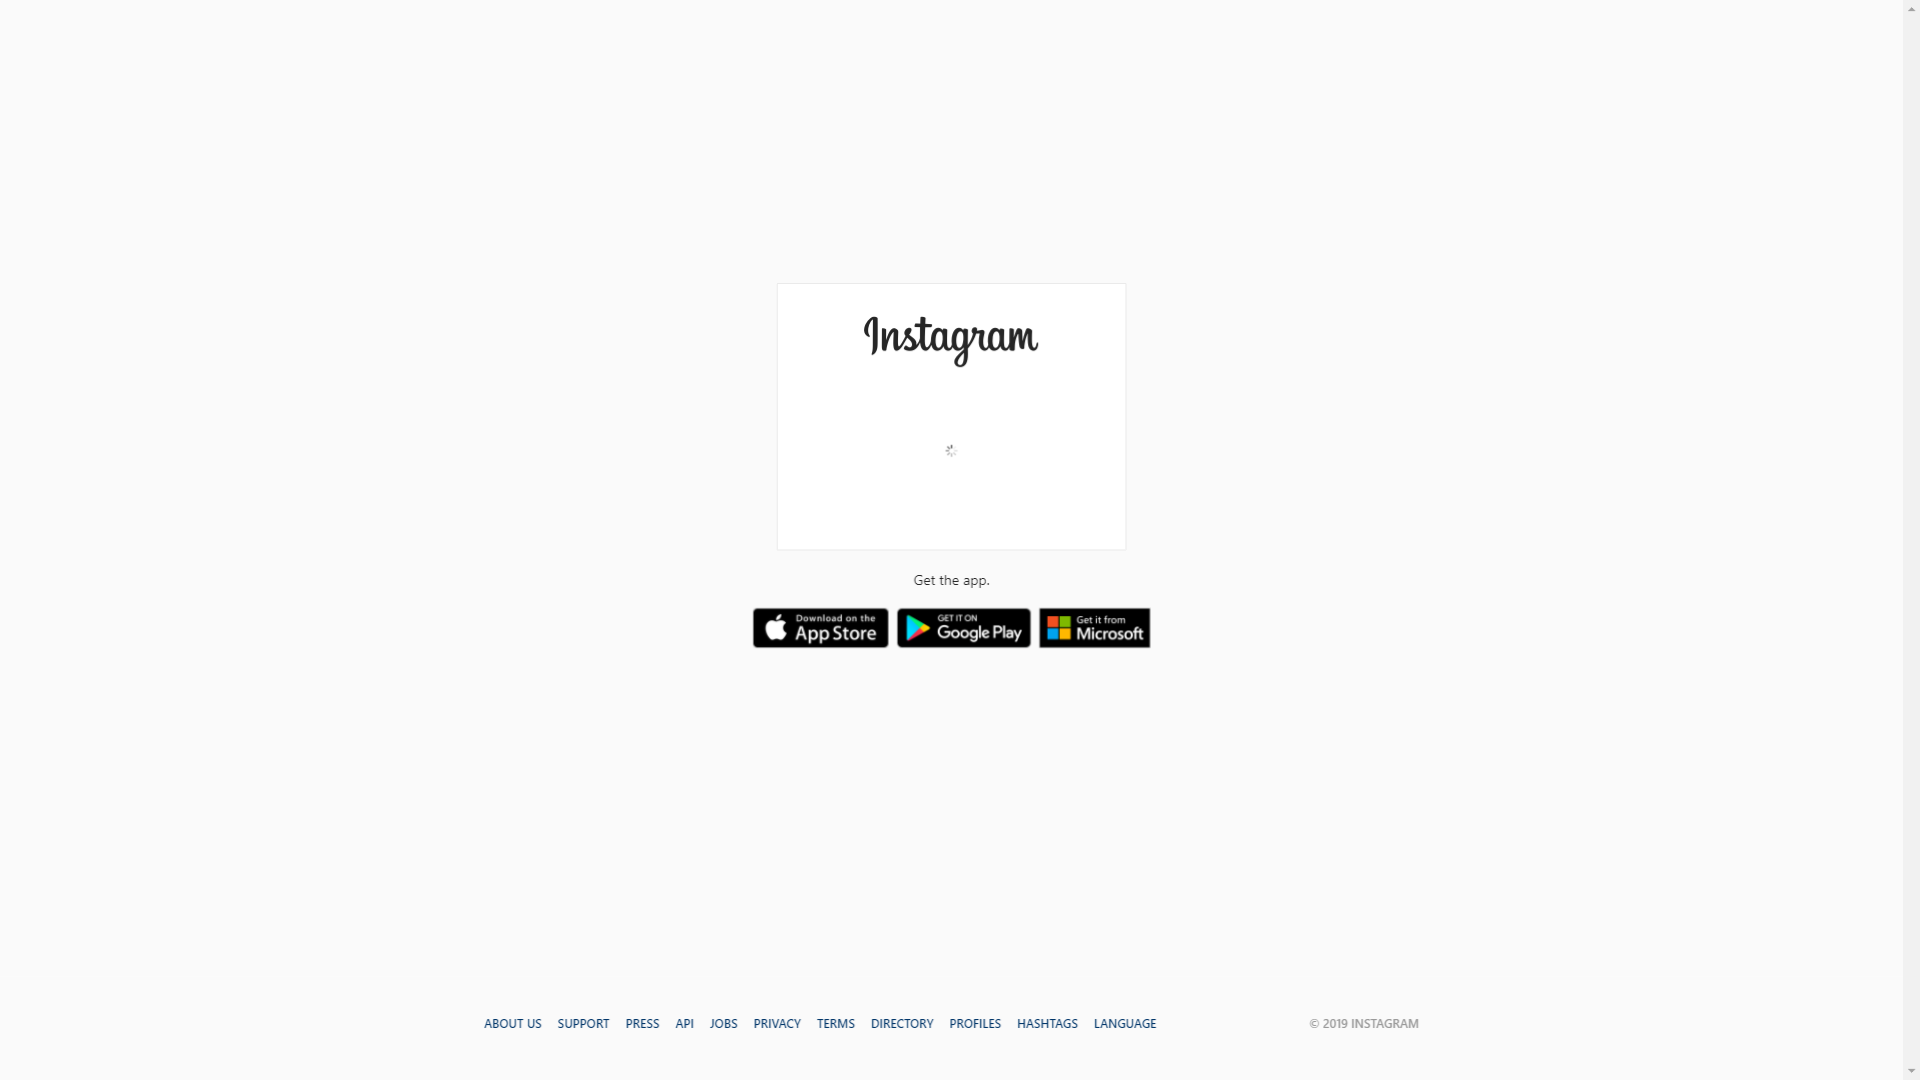 Instagram
Get the app.
Download on the
App Store
GET IT ON
Google Play
Get it from
Microsoft
ABOUT US SUPPORT PRESS API JOBS PRIVACY TERMS DIRECTORY PROFILES HASHTAGS LANGUAGE © 2019 INSTAGRAM